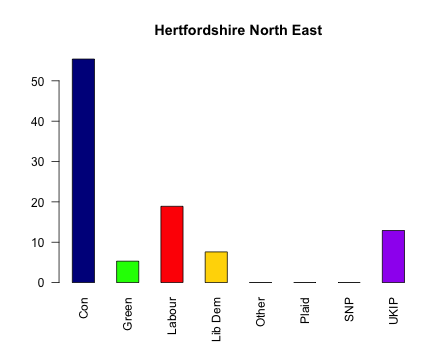 Hertfordshire North East
50
40
30
20
10
0
Con
Green
Labour
Lib Dem
Other
Plaid
SNP
UKIP